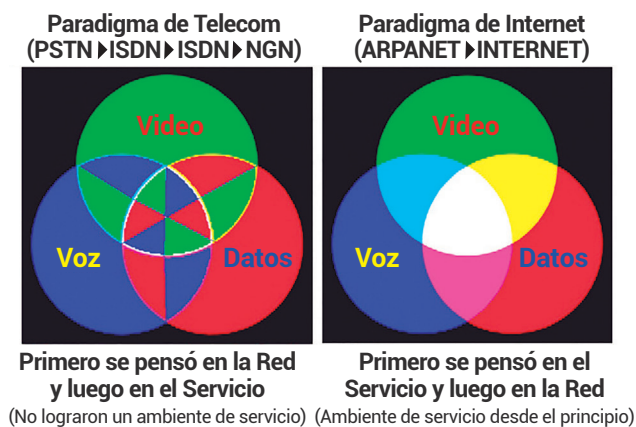 Paradigma de Telecom
(PSTN▶ISDN▶ISDN▶NGN)
Video
Voz
Datos
Primero se pensó en la Red
y luego en el Servicio
(No lograron un ambiente de servicio)
Paradigma de Internet
(ARPANET▶INTERNET)
Video
Voz
Datos
Primero se pensó en el
Servicio y luego en la Red
(Ambiente de servicio desde el principio)